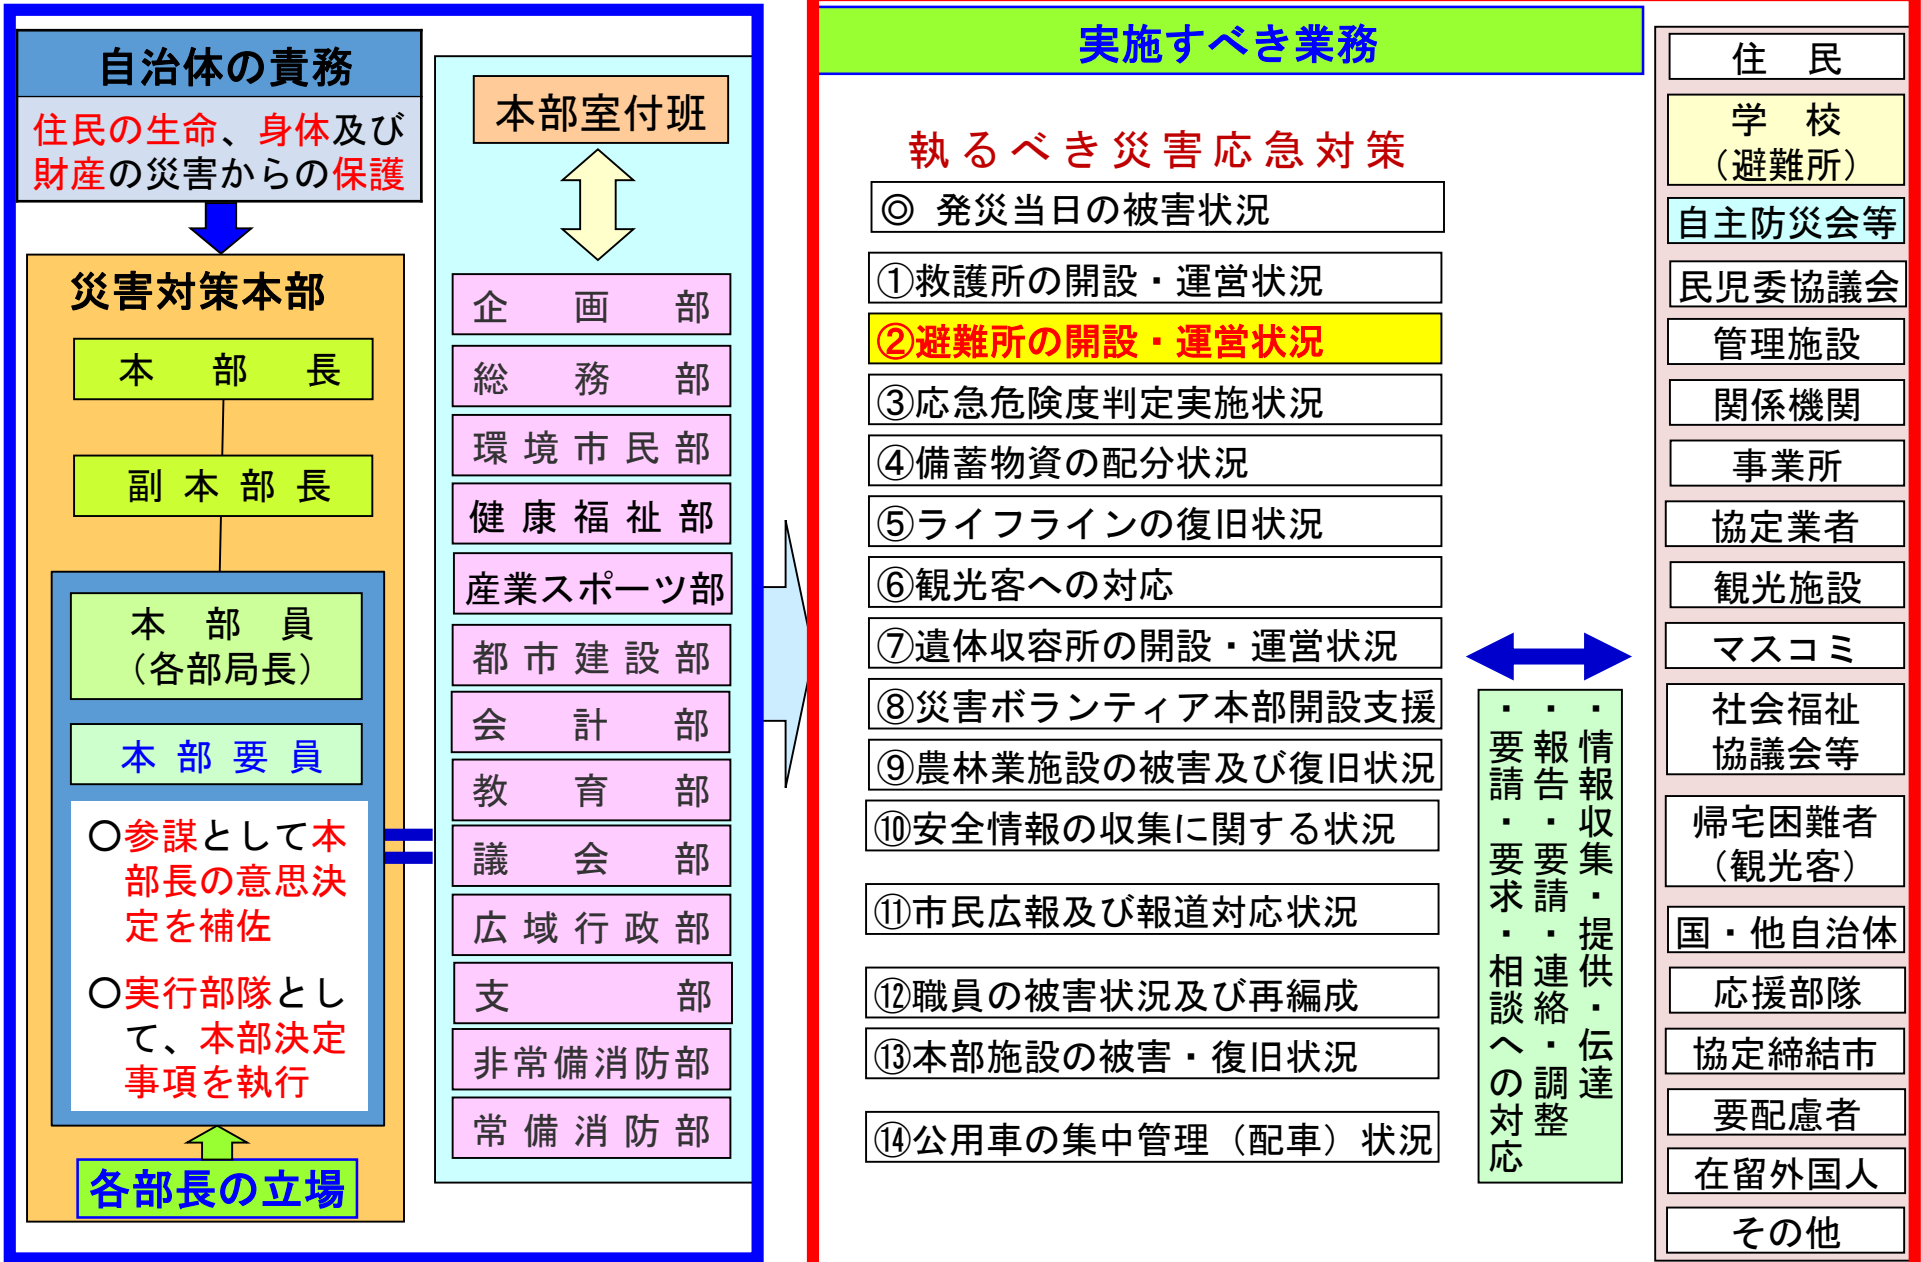 自治体の責務
住民の生命、身体及び
財産の災害からの保護
災害対策本部
本部長
副本部長
本部員
（各部局長）
本部要員
〇参謀として本
部長の意思決
定を補佐
〇実行部隊とし
て、本部決定
事項を執行
各部長の立場
本部室付班
企画部
総務部
環境市民部
健康福祉部
産業スポーツ部
都市建設部
会計部
教育部
議会部
広域行政部
支部
非常備消防部
常備消防部
実施すべき業務
執るべき災害応急対策
◎ 発災当日の被害状況
①救護所の開設・運営状況
②避難所の開設・運営状況
③応急危険度判定実施状況
④備蓄物資の配分状況
⑤ライフラインの復旧状況
⑥観光客への対応
⑦遺体収容所の開設・運営状況
⑧災害ボランティア本部開設支援
⑨農林業施設の被害及び復旧状況
⑩安全情報の収集に関する状況
⑪市民広報及び報道対応状況
⑫職員の被害状況及び再編成
⑬本部施設の被害・復旧状況
⑭公用車の集中管理（配車）状況
・情報収集・提供・伝達
・報告・要請・連絡・調整
・要請・要求・相談への対応
住　民
学　校
（避難所）
自主防災会等
民児委協議会
管理施設
関係機関
事業所
協定業者
観光施設
マスコミ
社会福祉
協議会等
帰宅困難者
（観光客）
国・他自治体
応援部隊
協定締結市
要配慮者
在留外国人
その他